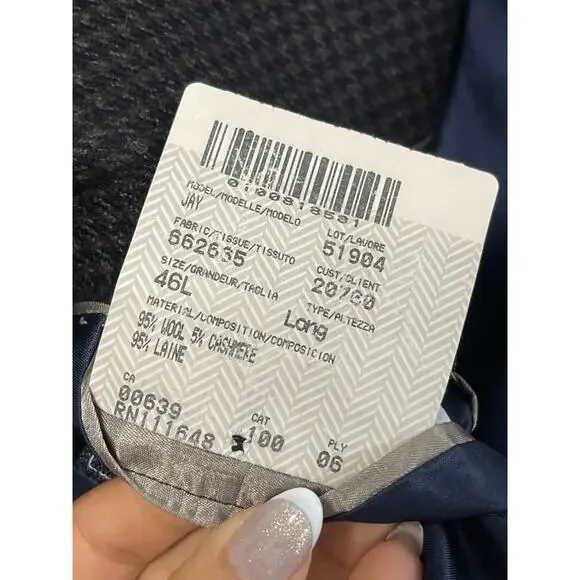 0100818581
MODEL/MODELLE/MODELO
JAY
LOT/LAVORE
51904
FABRIC/TISSUE/TISSUTO
662635
CUST/CLIENT
20760
SIZE/GRANDEUR/TAGLIA
46L
TYPE/ALTEZZA
Long
MATERIAL/COMPOSITION/COMPOSICION
95% WOOL 5% CASHMERE
95% LAINE
CA
00639
RN111648
CAT
100
PLY
06